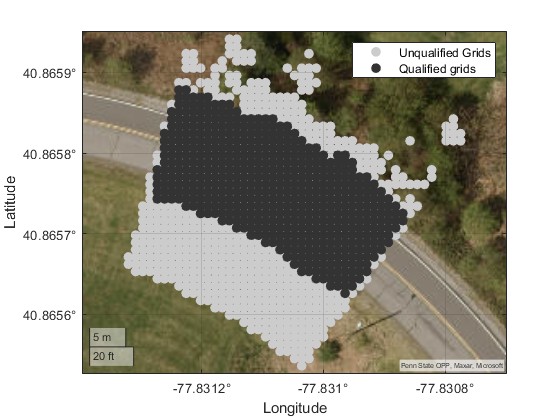 Unqualified Grids
Qualified grids
40.8659°
40.8658°
40.8657°
40.8656°
Latitude
5 m
20 ft
Penn State OPP, Maxar, Microsoft
-77.8312°
-77.831°
-77.8308°
Longitude